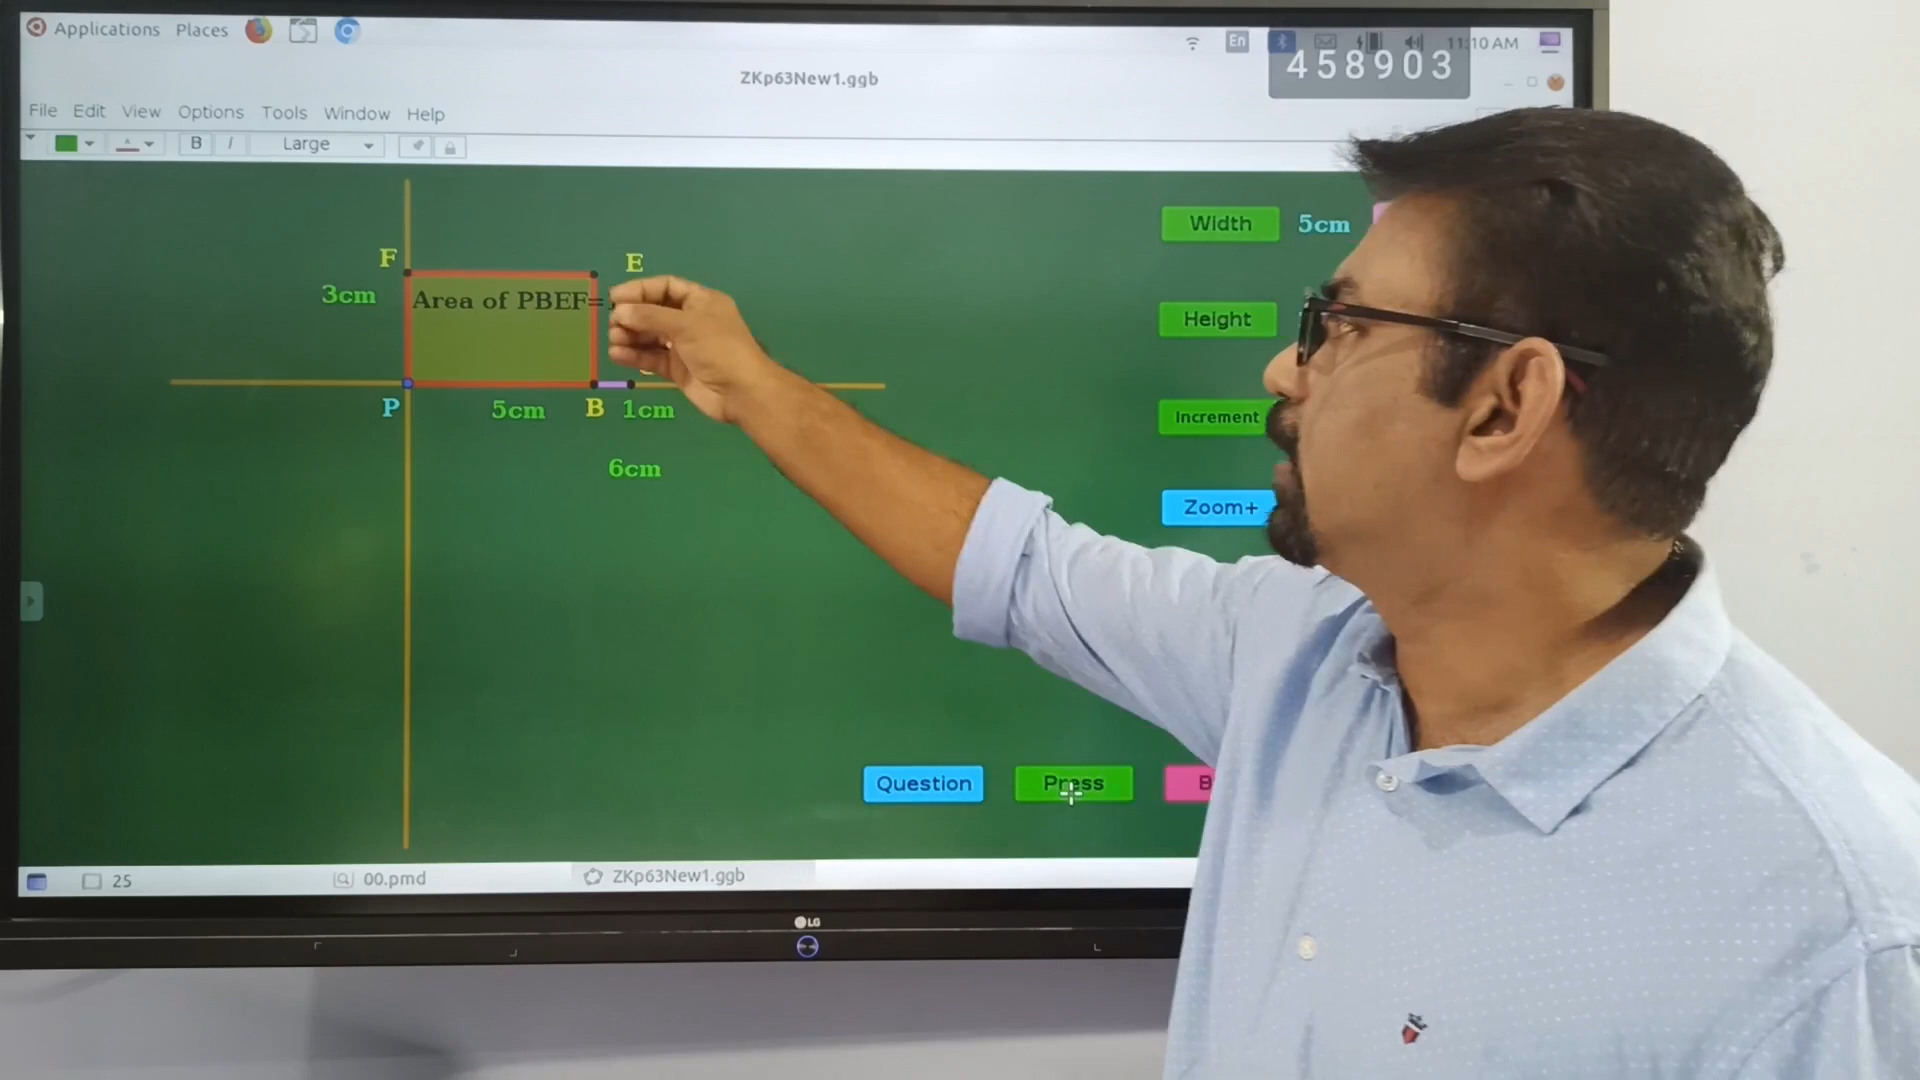 Applications Places
En
11:10 AM
458903
ZKp63New1.ggb
File Edit View Options Tools Window Help
B I Large
Width 5cm
F
E
3cm
Area of PBEF=
Height
P 5cm B 1cm
Increment
6cm
Zoom+
Question Press B
25 00.pmd ZKp63New1.ggb
LG